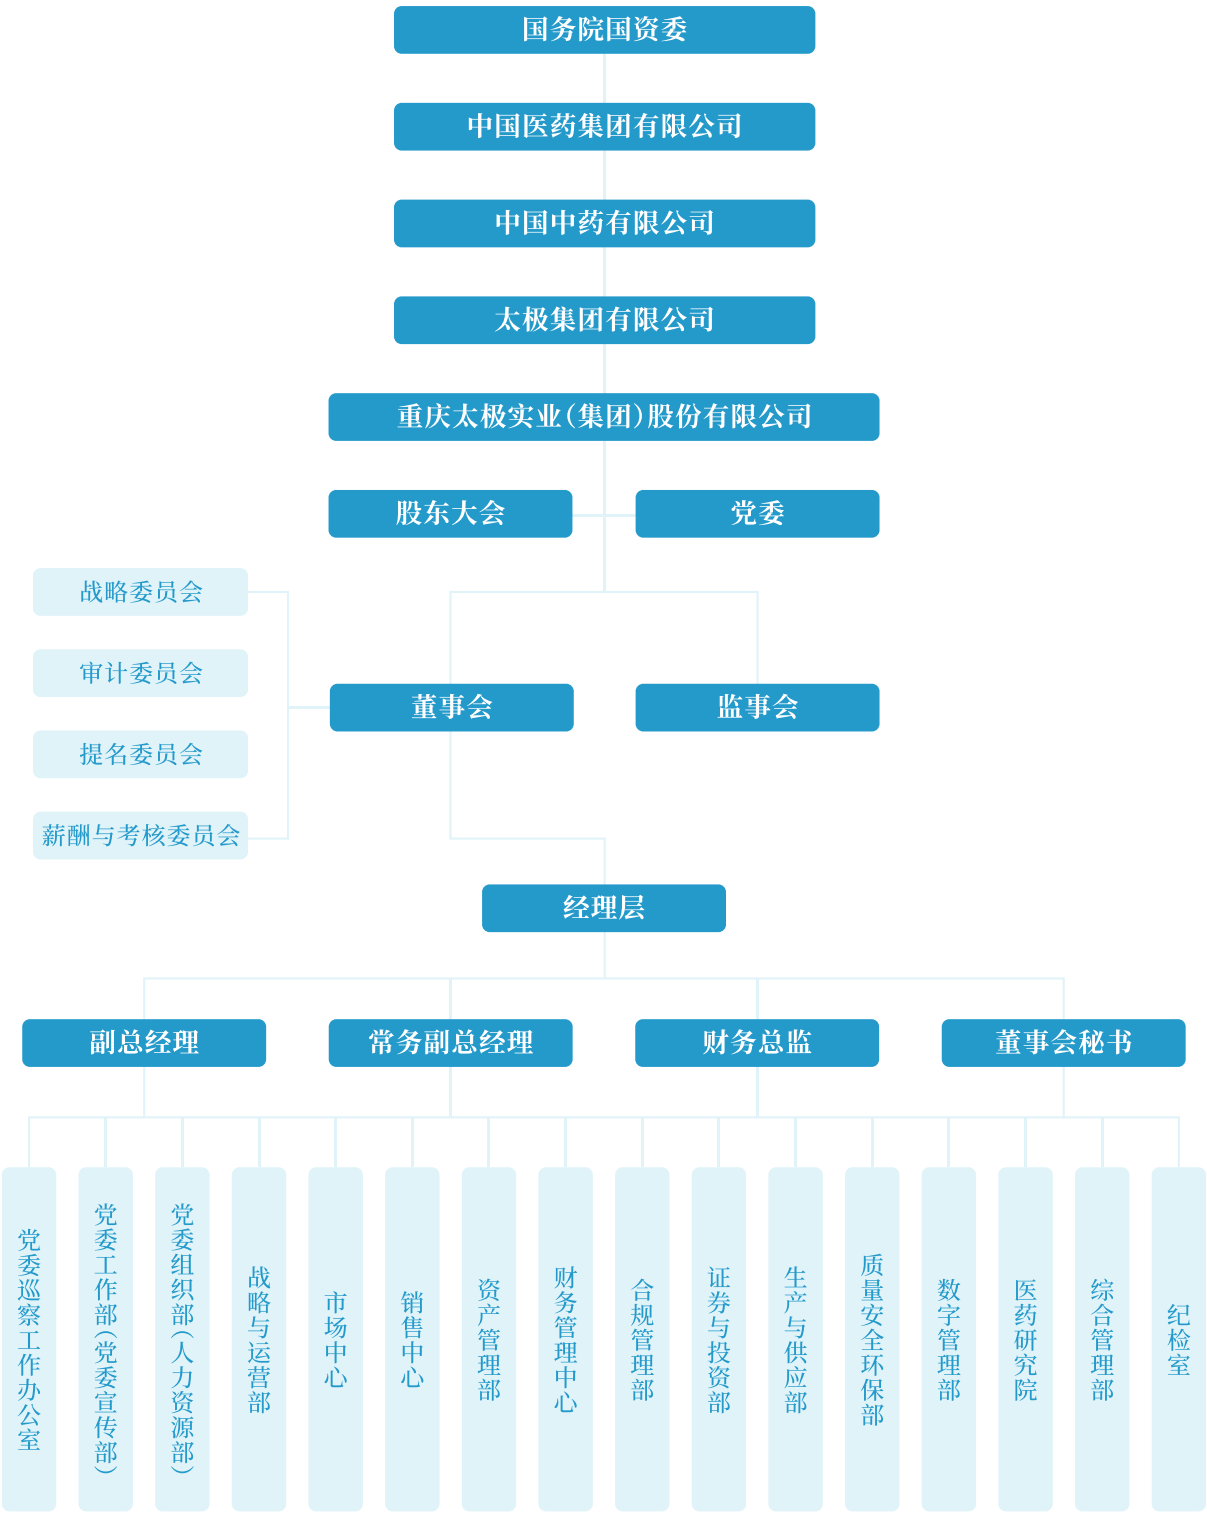 国务院国资委
中国医药集团有限公司
中国中药有限公司
太极集团有限公司
重庆太极实业(集团)股份有限公司
股东大会
党委
战略委员会
审计委员会
董事会
监事会
提名委员会
薪酬与考核委员会
经理层
副总经理
常务副总经理
财务总监
董事会秘书
党委巡察工作办公室
党委工作部(党委宣传部)
党委组织部(人力资源部)
战略与运营部
市场中心
销售中心
资产管理部
财务管理中心
合规管理部
证券与投资部
生产与供应部
质量安全环保部
数字管理部
医药研究院
综合管理部
纪检室